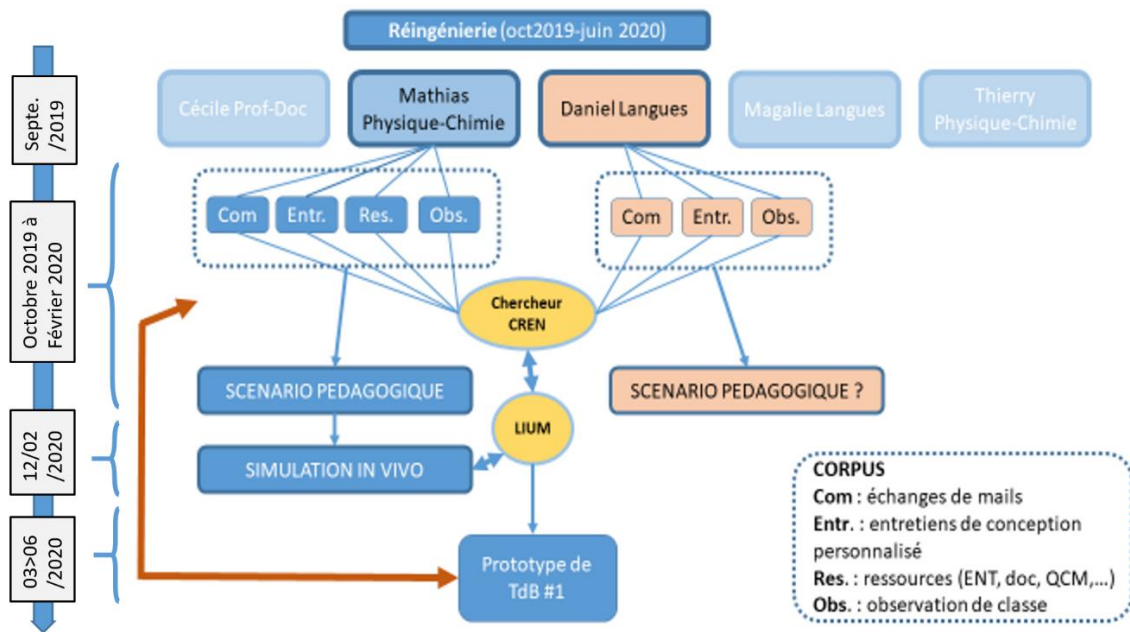 Réingénierie (oct2019-juin 2020)
Septe.
/2019
Cécile Prof-Doc
Mathias
Physique-Chimie
Daniel Langues
Magalie Langues
Thierry
Physique-Chimie
Octobre 2019 à
Février 2020
Com
Entr.
Res.
Obs.
Com
Entr.
Obs.
Chercheur
CREN
SCENARIO PEDAGOGIQUE
SCENARIO PEDAGOGIQUE ?
LIUM
12/02
/2020
SIMULATION IN VIVO
03>06
/2020
Prototype de
TdB #1
CORPUS
Com : échanges de mails
Entr. : entretiens de conception
personnalisé
Res. : ressources (ENT, doc, QCM,...)
Obs. : observation de classe